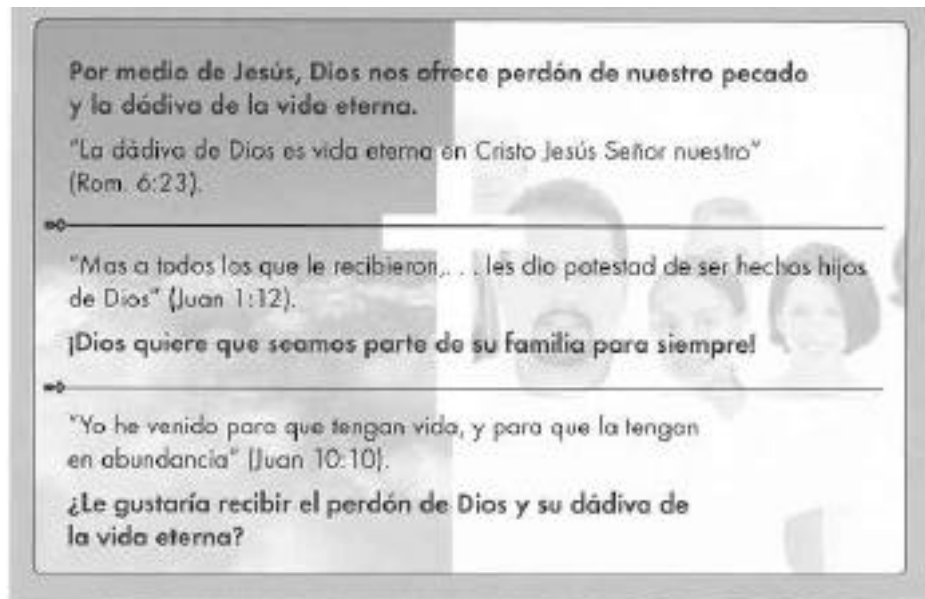 Por medio de Jesús, Dios nos ofrece perdón de nuestro pecado
y la dádiva de la vida eterna.
"La dádiva de Dios es vida eterna en Cristo Jesús Señor nuestro"
(Rom. 6:23).
"Mas a todos los que le recibieron,. . . les dio potestad de ser hechos hijos
de Dios" (Juan 1:12).
¡Dios quiere que seamos parte de su familia para siempre!
"Yo he venido para que tengan vida, y para que la tengan
en abundancia" (Juan 10:10).
¿Le gustaría recibir el perdón de Dios y su dádiva de
la vida eterna?